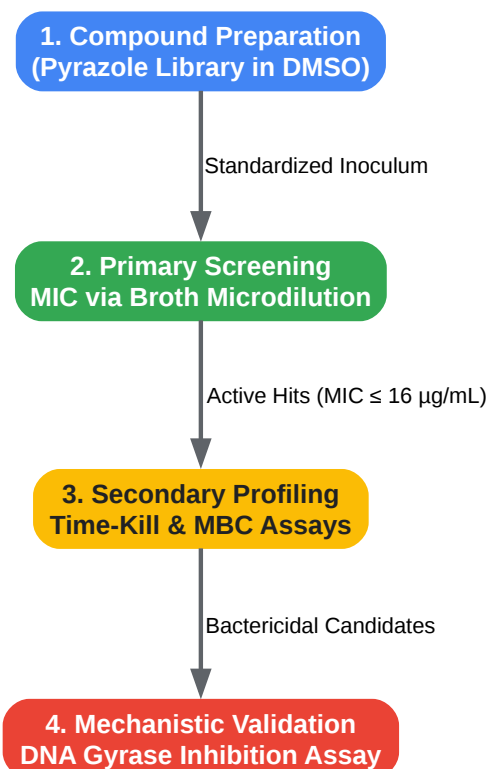 1. Compound Preparation
(Pyrazole Library in DMSO)
Standardized Inoculum
2. Primary Screening
MIC via Broth Microdilution
Active Hits (MIC ≤ 16 µg/mL)
3. Secondary Profiling
Time-Kill & MBC Assays
Bactericidal Candidates
4. Mechanistic Validation
DNA Gyrase Inhibition Assay